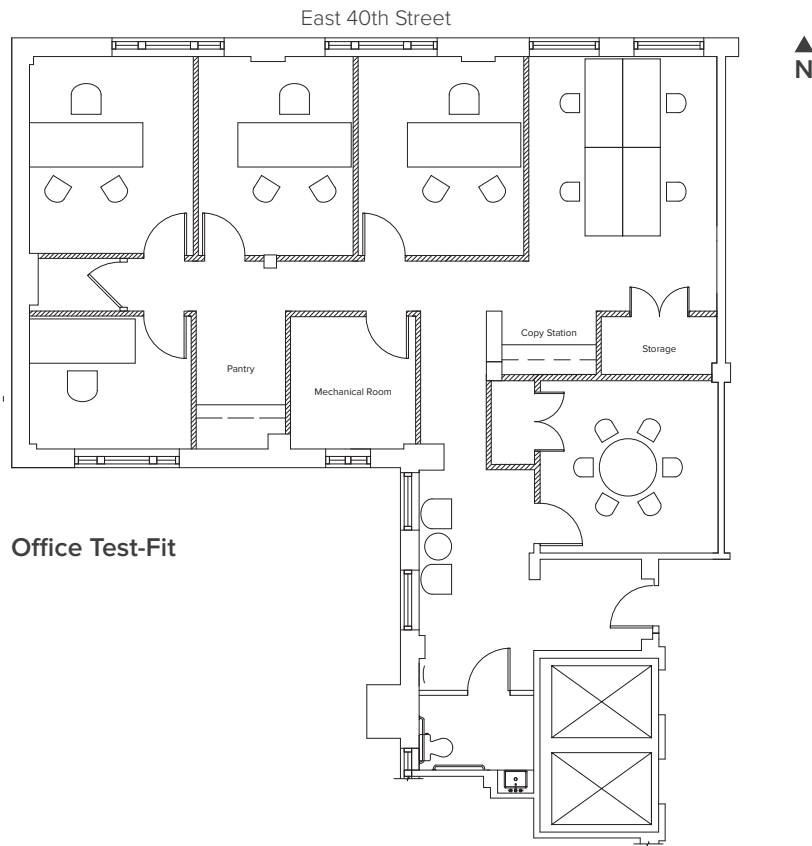 East 40th Street
N
Copy Station
Storage
Pantry
Mechanical Room
Office Test-Fit